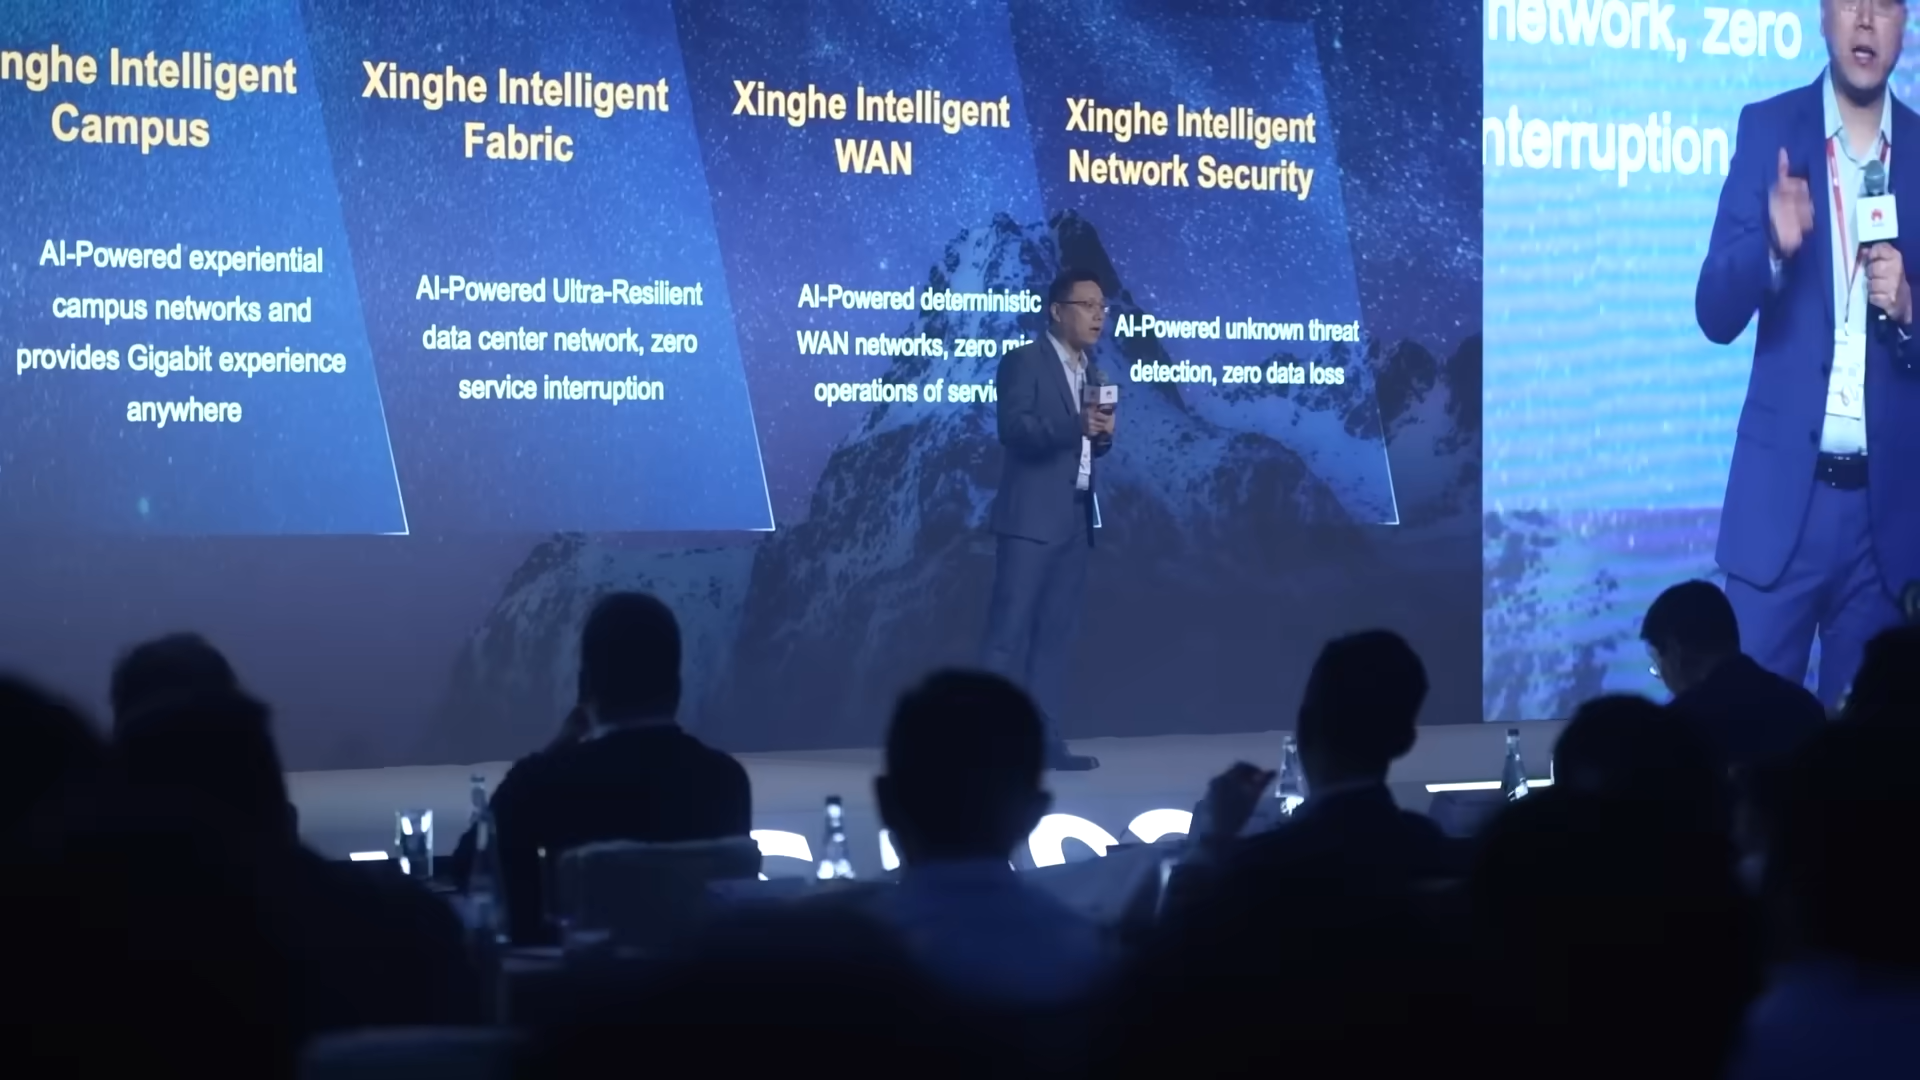 nghe Intelligent
Campus
AI-Powered experiential
campus networks and
provides Gigabit experience
anywhere
Xinghe Intelligent
Fabric
AI-Powered Ultra-Resilient
data center network, zero
service interruption
Xinghe Intelligent
WAN
AI-Powered deterministic
WAN networks, zero
operations of
Xinghe Intelligent
Network Security
AI-Powered unknown threat
detection, zero data loss
network, zero
nterruption